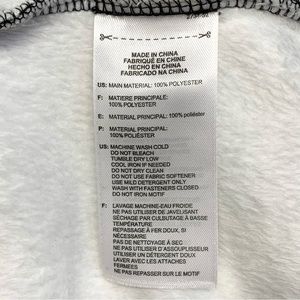 MADE IN CHINA
FABRIQUÉ EN CHINE
HECHO EN CHINA
FABRICADO NA CHINA
US: MAIN MATERIAL: 100% POLYESTER
F: MATIERE PRINCIPALE:
100% POLYESTER
E: MATERIAL PRINCIPAL: 100% poliéster
P: MATERIAL PRINCIPAL:
100% POLIÉSTER
US: MACHINE WASH COLD
DO NOT BLEACH
TUMBLE DRY LOW
COOL IRON IF NEEDED
DO NOT DRY CLEAN
DO NOT USE FABRIC SOFTENER
USE MILD DETERGENT ONLY
WASH WITH FASTENERS CLOSED
DO NOT IRON MOTIF
F: LAVAGE MACHINE-EAU FROIDE
NE PAS UTILISER DE JAVELISANT
SÉCHAGE PAR CULBUTAGE À BASSE
TEMPÉRATURE
REPASSAGE À FER DOUX, SI
NÉCESSAIRE
PAS DE NETTOYAGE À SEC
NE PAS UTILISER D'ASSOUPLISSEUR
LAVER AVEC LES ATTACHES
FERMÉES
NE PAS REPASSER SUR LE MOTIF